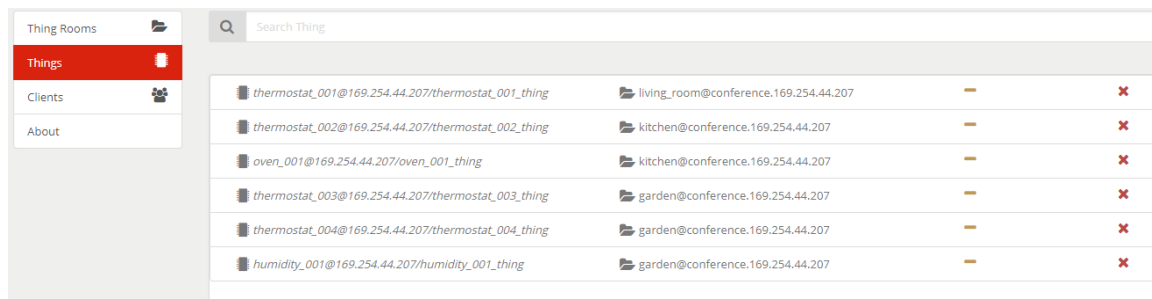 Thing Rooms
Things
Clients
About
Search Thing
thermostat_001@169.254.44.207/thermostat_001_thing living_room@conference.169.254.44.207
thermostat_002@169.254.44.207/thermostat_002_thing kitchen@conference.169.254.44.207
oven_001@169.254.44.207/oven_001_thing kitchen@conference.169.254.44.207
thermostat_003@169.254.44.207/thermostat_003_thing garden@conference.169.254.44.207
thermostat_004@169.254.44.207/thermostat_004_thing garden@conference.169.254.44.207
humidity_001@169.254.44.207/humidity_001_thing garden@conference.169.254.44.207